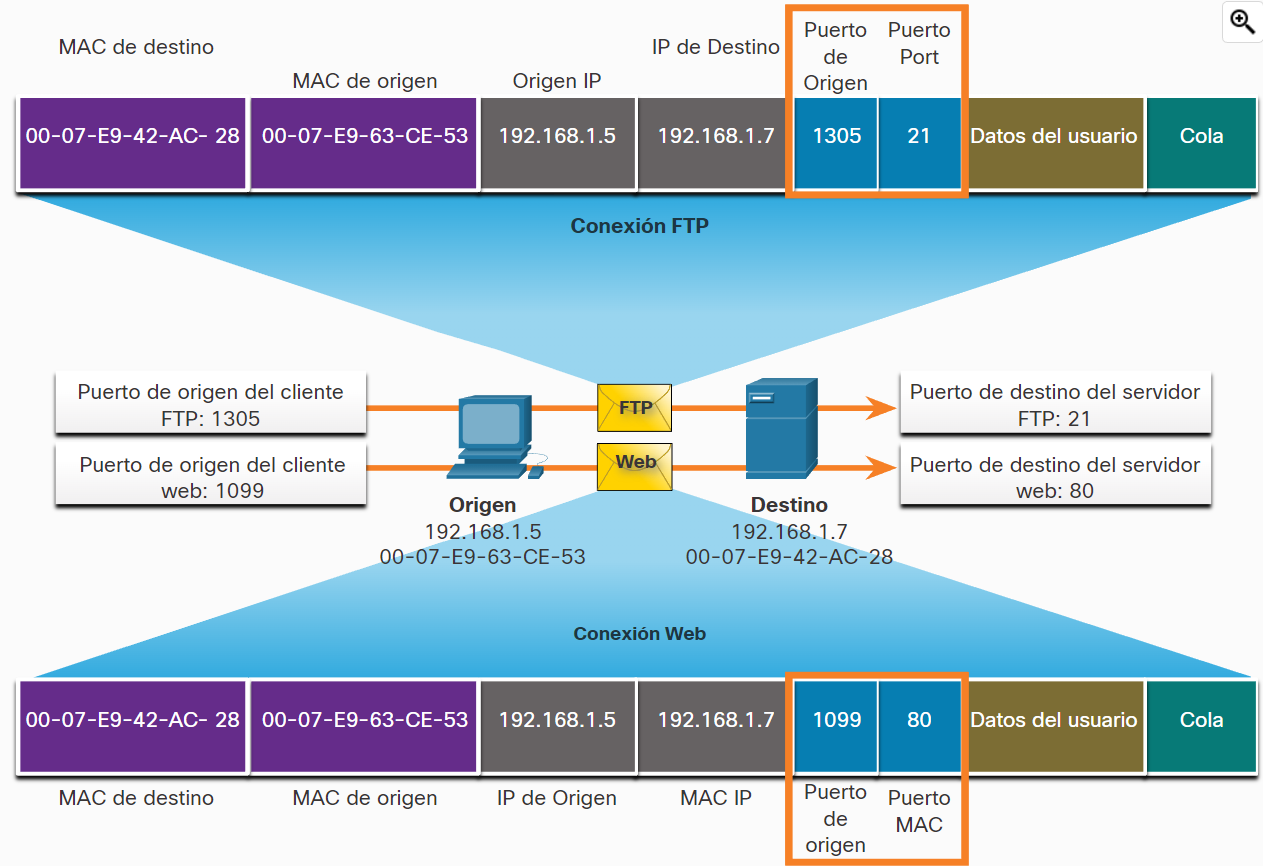 MAC de destino
MAC de origen
Origen IP
IP de Destino
Puerto
de
Origen
Puerto
Port
00-07-E9-42-AC- 28
00-07-E9-63-CE-53
192.168.1.5
192.168.1.7
1305
21
Datos del usuario
Cola
Conexión FTP
Puerto de origen del cliente
FTP: 1305
FTP
Puerto de destino del servidor
FTP: 21
Puerto de origen del cliente
web: 1099
Web
Puerto de destino del servidor
web: 80
Origen
192.168.1.5
00-07-E9-63-CE-53
Destino
192.168.1.7
00-07-E9-42-AC-28
Conexión Web
00-07-E9-42-AC- 28
00-07-E9-63-CE-53
192.168.1.5
192.168.1.7
1099
80
Datos del usuario
Cola
MAC de destino
MAC de origen
IP de Origen
MAC IP
Puerto
de
origen
Puerto
MAC